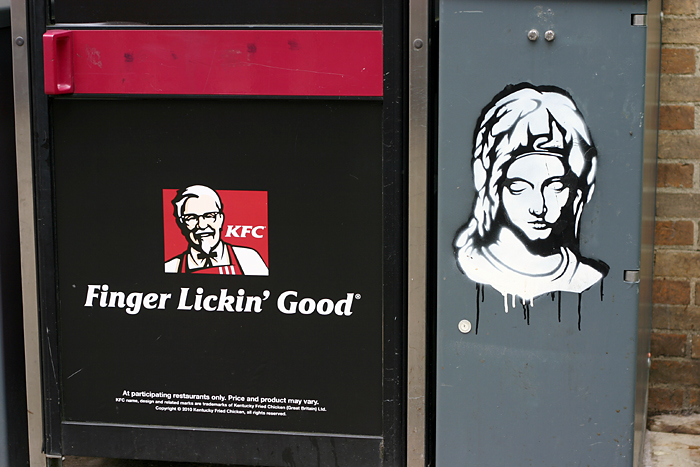 KFC
Finger Lickin' Good®
At participating restaurants only. Price and product may vary.
KFC name, design and related marks are trademarks of Kentucky Fried Chicken (Great Britain) Ltd.
Copyright © 2010 Kentucky Fried Chicken, all rights reserved.